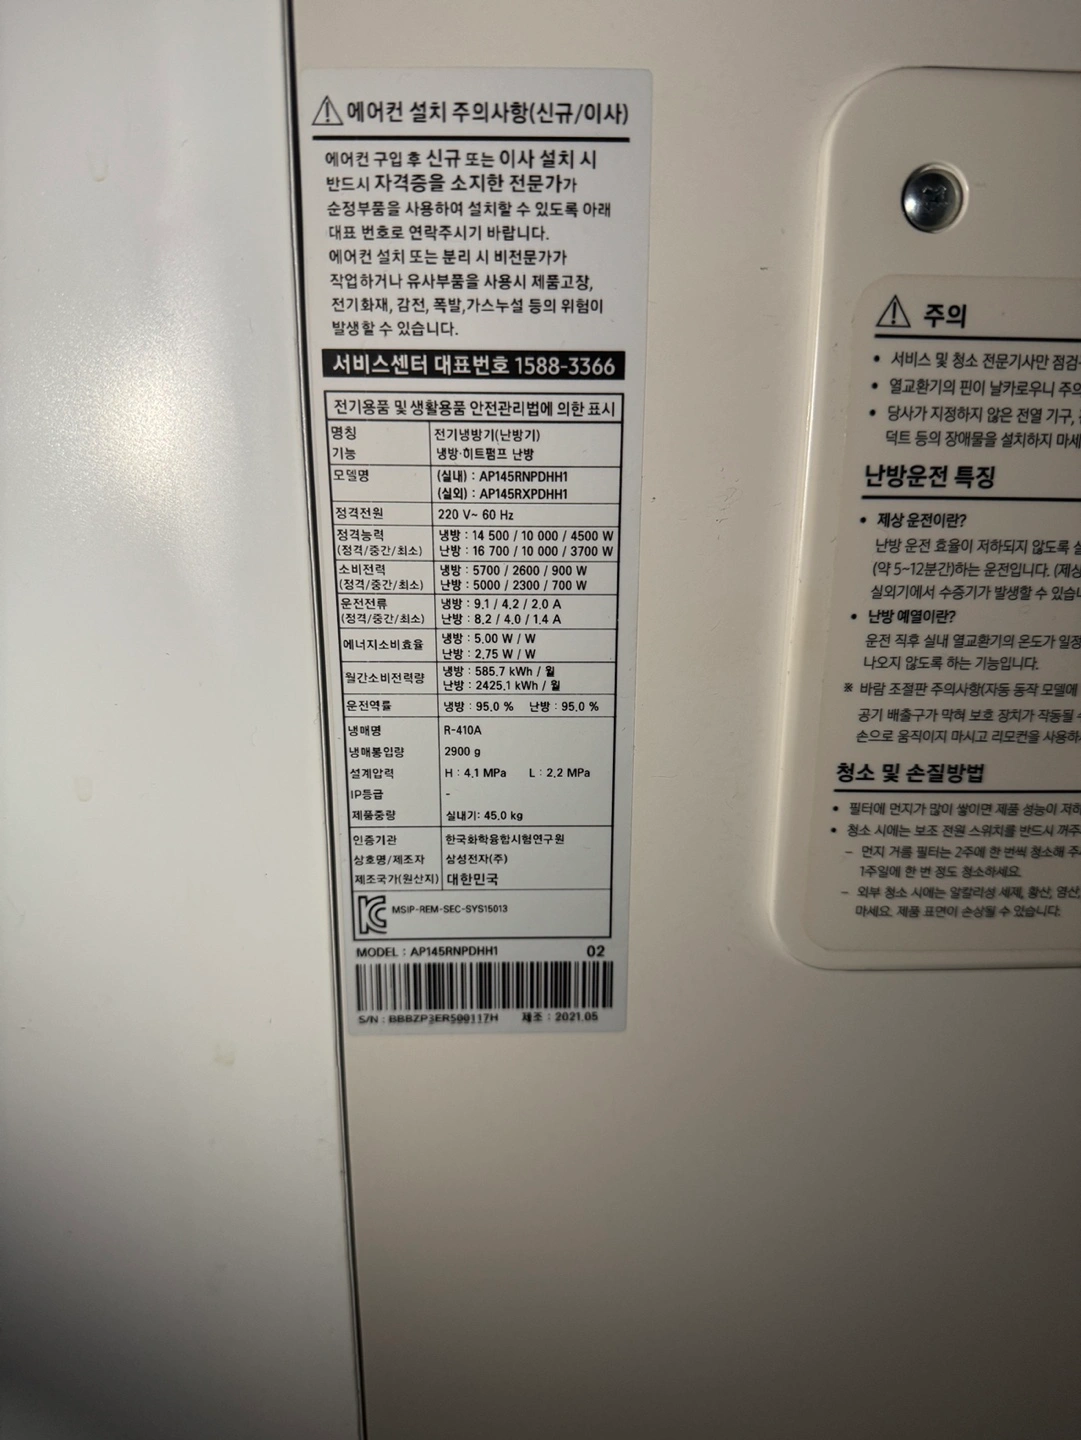 ⚠ 에어컨 설치 주의사항(신규/이사)
에어컨 구입 후 신규 또는 이사 설치 시
반드시 자격증을 소지한 전문가가
순정부품을 사용하여 설치할 수 있도록 아래
대표 번호로 연락주시기 바랍니다.
에어컨 설치 또는 분리 시 비전문가가
작업하거나 유사부품을 사용시 제품고장,
전기화재, 감전, 폭발,가스누설 등의 위험이
발생할 수 있습니다.
서비스센터 대표번호 1588-3366
전기용품 및 생활용품 안전관리법에 의한 표시
명칭 전기냉방기(난방기)
기능 냉방·히트펌프 난방
모델명 (실내) : AP145RNPDHH1
(실외) : AP145RXPDHH1
정격전원 220 V~ 60 Hz
정격능력 냉방 : 14 500 / 10 000 / 4500 W
(정격/중간/최소) 난방 : 16 700 / 10 000 / 3700 W
소비전력 냉방 : 5700 / 2600 / 900 W
(정격/중간/최소) 난방 : 5000 / 2300 / 700 W
운전전류 냉방 : 9.1 / 4.2 / 2.0 A
(정격/중간/최소) 난방 : 8.2 / 4.0 / 1.4 A
에너지소비효율 냉방 : 5.00 W / W
난방 : 2.75 W / W
월간소비전력량 냉방 : 585.7 kWh / 월
난방 : 2425.1 kWh / 월
운전역률 냉방 : 95.0 % 난방 : 95.0 %
냉매명 R-410A
냉매봉입량 2900 g
설계압력 H : 4.1 MPa L : 2.2 MPa
IP등급 -
제품중량 실내기: 45.0 kg
인증기관 한국화학융합시험연구원
상호명/제조자 삼성전자(주)
제조국가(원산지) 대한민국
MSIP-REM-SEC-SYS15013
MODEL : AP145RNPDHH1 02
S/N : BBBZP3ER500117H 제조 : 2021.05
⚠ 주의
• 서비스 및 청소 전문기사만 점검
• 열교환기의 핀이 날카로우니 주의
• 당사가 지정하지 않은 전열 기구,
덕트 등의 장애물을 설치하지 마세
난방운전 특징
• 제상 운전이란?
난방 운전 효율이 저하되지 않도록
(약 5~12분간)하는 운전입니다. (제상
실외기에서 수증기가 발생할 수 있습
• 난방 예열이란?
운전 직후 실내 열교환기의 온도가 일정
나오지 않도록 하는 기능입니다.
※ 바람 조절판 주의사항(자동 동작 모델에
공기 배출구가 막혀 보호 장치가 작동될
손으로 움직이지 마시고 리모컨을 사용하
청소 및 손질방법
• 필터에 먼지가 많이 쌓이면 제품 성능이 저하
• 청소 시에는 보조 전원 스위치를 반드시 꺼주
– 먼지 거름 필터는 2주에 한 번씩 청소해 주
1주일에 한 번 정도 청소하세요.
– 외부 청소 시에는 알칼리성 세제, 황산, 염산,
마세요. 제품 표면이 손상될 수 있습니다.